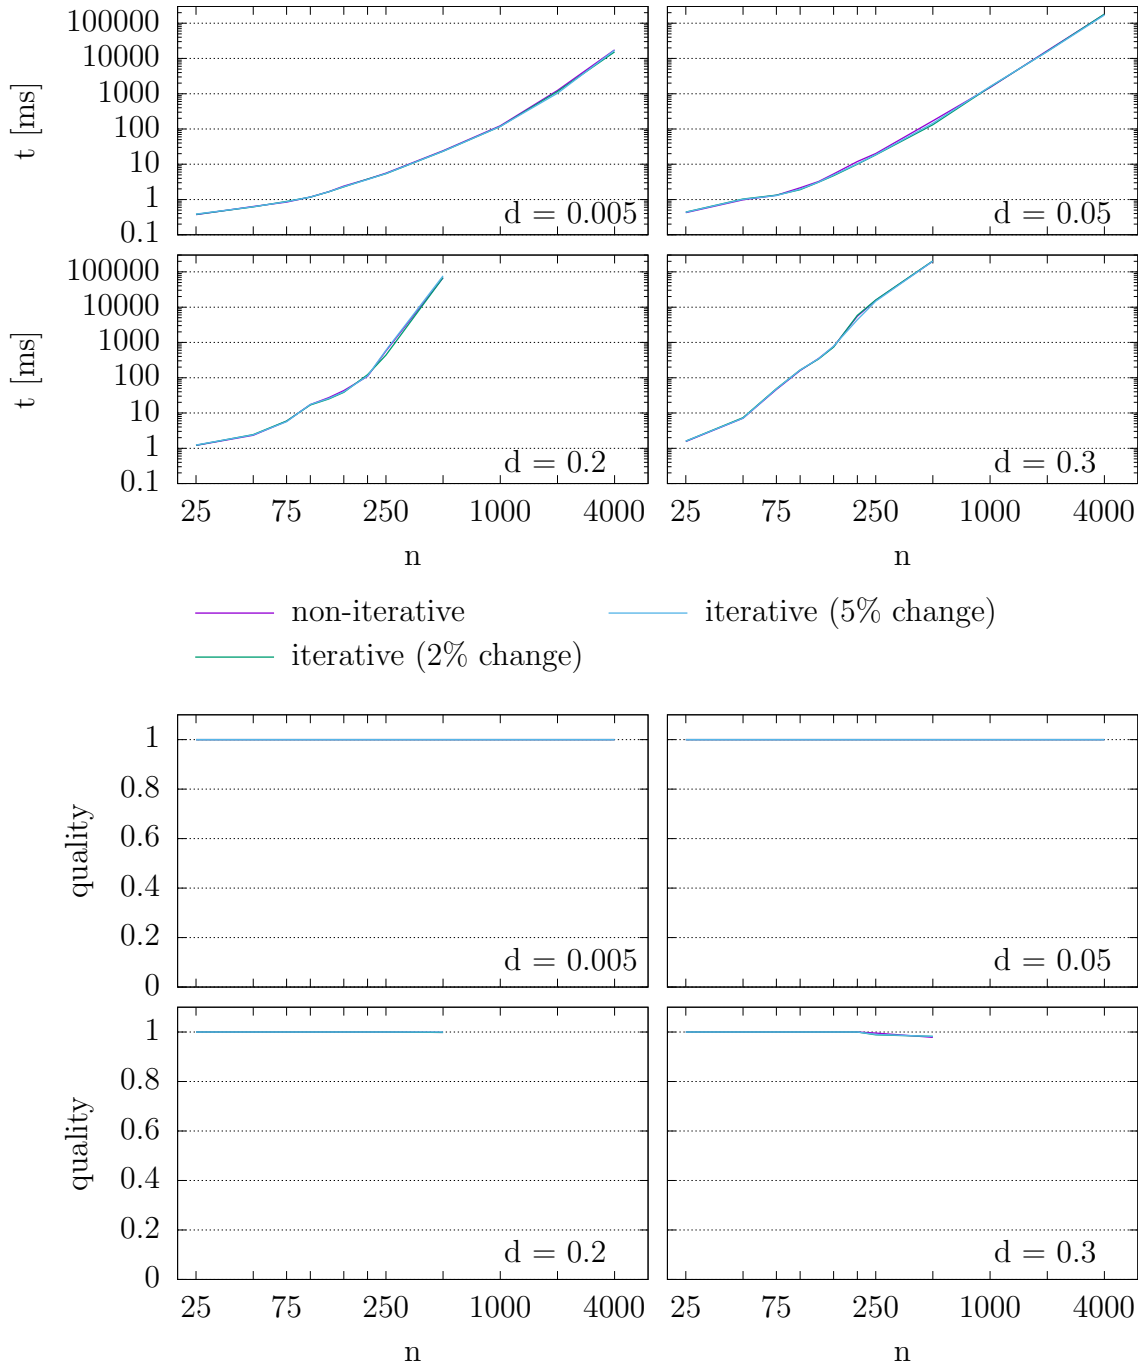 100000
10000
1000
100
10
1
0.1
t [ms]
d = 0.005
d = 0.05
100000
10000
1000
100
10
1
0.1
t [ms]
d = 0.2
d = 0.3
25 75 250 1000 4000
25 75 250 1000 4000
n
n
non-iterative
iterative (5% change)
iterative (2% change)
1
0.8
0.6
0.4
0.2
0
quality
d = 0.005
d = 0.05
1
0.8
0.6
0.4
0.2
0
quality
d = 0.2
d = 0.3
25 75 250 1000 4000
25 75 250 1000 4000
n
n